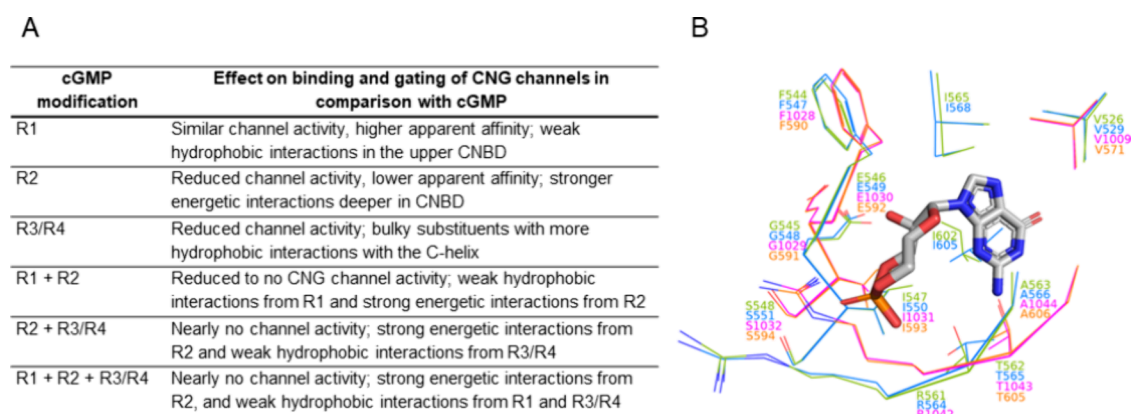 A
B
cGMP modification
Effect on binding and gating of CNG channels in comparison with cGMP
R1
Similar channel activity, higher apparent affinity; weak
hydrophobic interactions in the upper CNBD
R2
Reduced channel activity, lower apparent affinity; stronger
energetic interactions deeper in CNBD
R3/R4
Reduced channel activity; bulky substituents with more
hydrophobic interactions with the C-helix
R1 + R2
Reduced to no CNG channel activity; weak hydrophobic
interactions from R1 and strong energetic interactions from R2
R2 + R3/R4
Nearly no channel activity; strong energetic interactions from
R2 and weak hydrophobic interactions from R3/R4
R1 + R2 + R3/R4
Nearly no channel activity; strong energetic interactions from
R2, and weak hydrophobic interactions from R1 and R3/R4
F544
F547
F1028
F590
I565
I568
V526
V529
V1009
V571
E546
E549
E1030
E592
G545
G548
G1029
G591
I602
I605
S548
S551
S1032
S594
I547
I550
I1031
I593
A563
A566
A1044
A606
T562
T565
T1043
T605
R561
R564